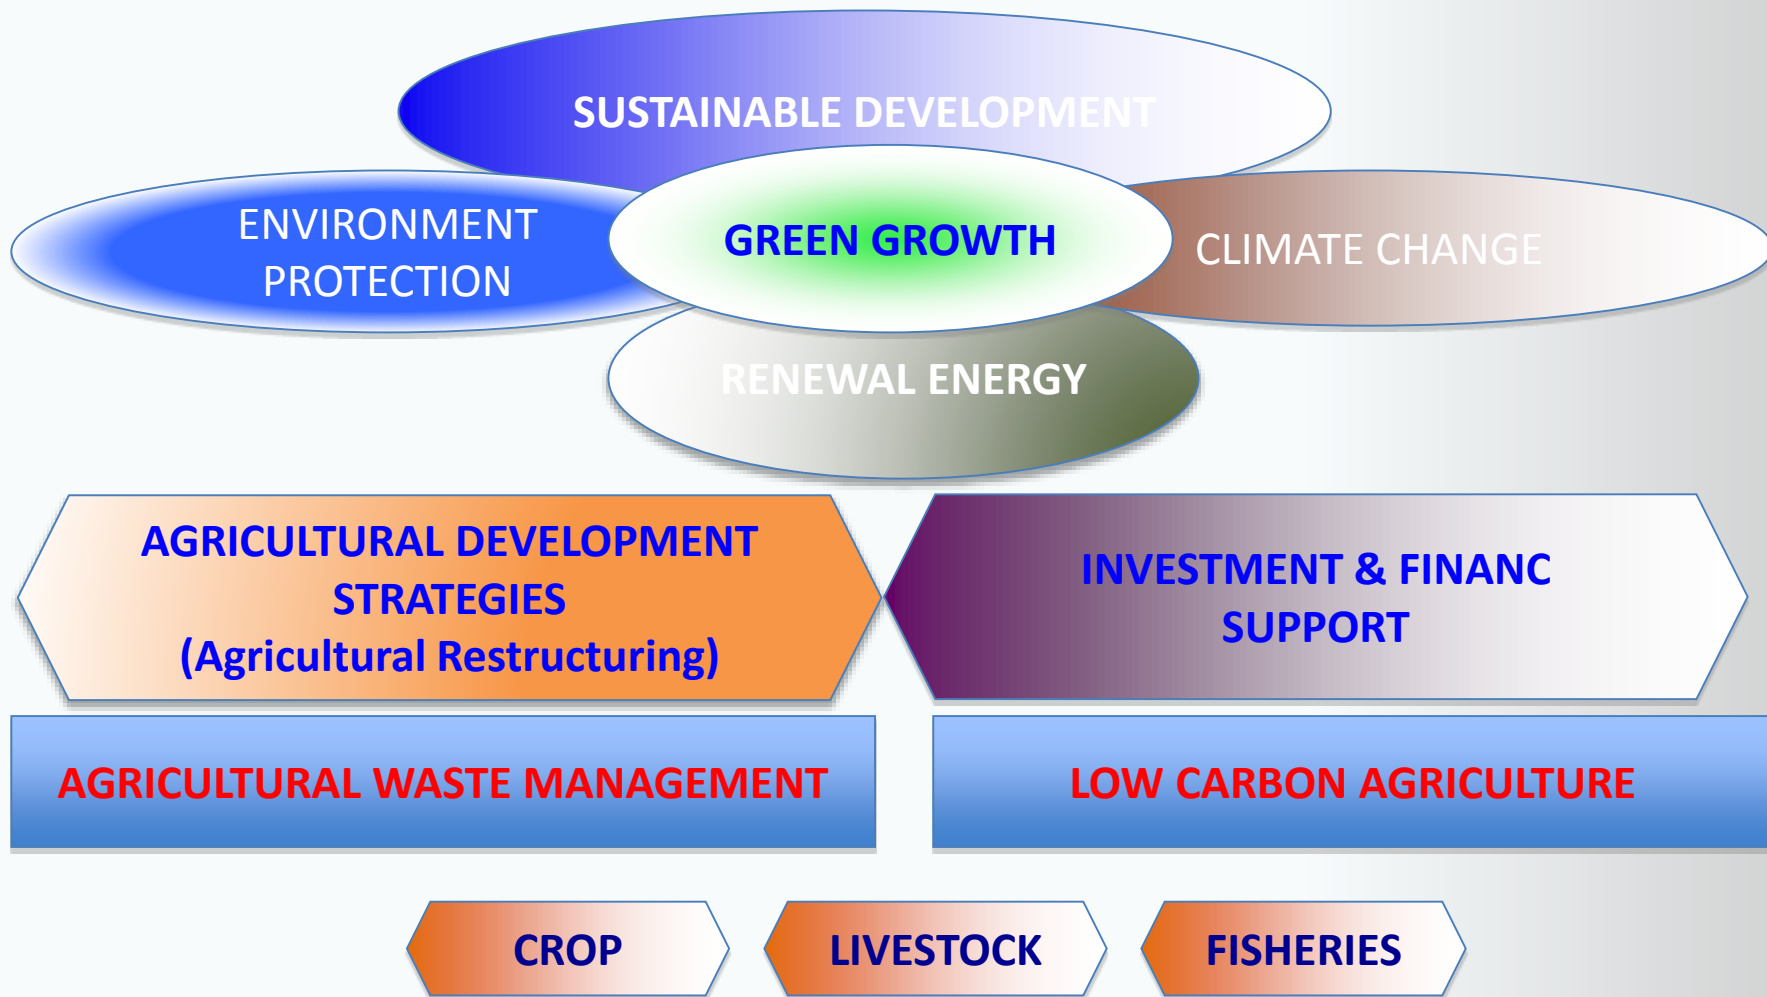 SUSTAINABLE DEVELOPMENT
ENVIRONMENT
PROTECTION
GREEN GROWTH
CLIMATE CHANGE
RENEWAL ENERGY
AGRICULTURAL DEVELOPMENT
STRATEGIES
(Agricultural Restructuring)
INVESTMENT & FINANC
SUPPORT
AGRICULTURAL WASTE MANAGEMENT
LOW CARBON AGRICULTURE
CROP
LIVESTOCK
FISHERIES